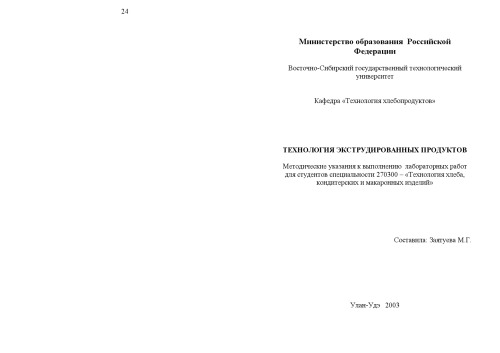 24
Министерство образования Российской
Федерации
Восточно-Сибирский государственный технологический
университет
Кафедра «Технология хлебопродуктов»
ТЕХНОЛОГИЯ ЭКСТРУДИРОВАННЫХ ПРОДУКТОВ
Методические указания к выполнению лабораторных работ
для студентов специальности 270300 – «Технология хлеба,
кондитерских и макаронных изделий»
Составила: Заятуева М.Г.
Улан-Удэ 2003